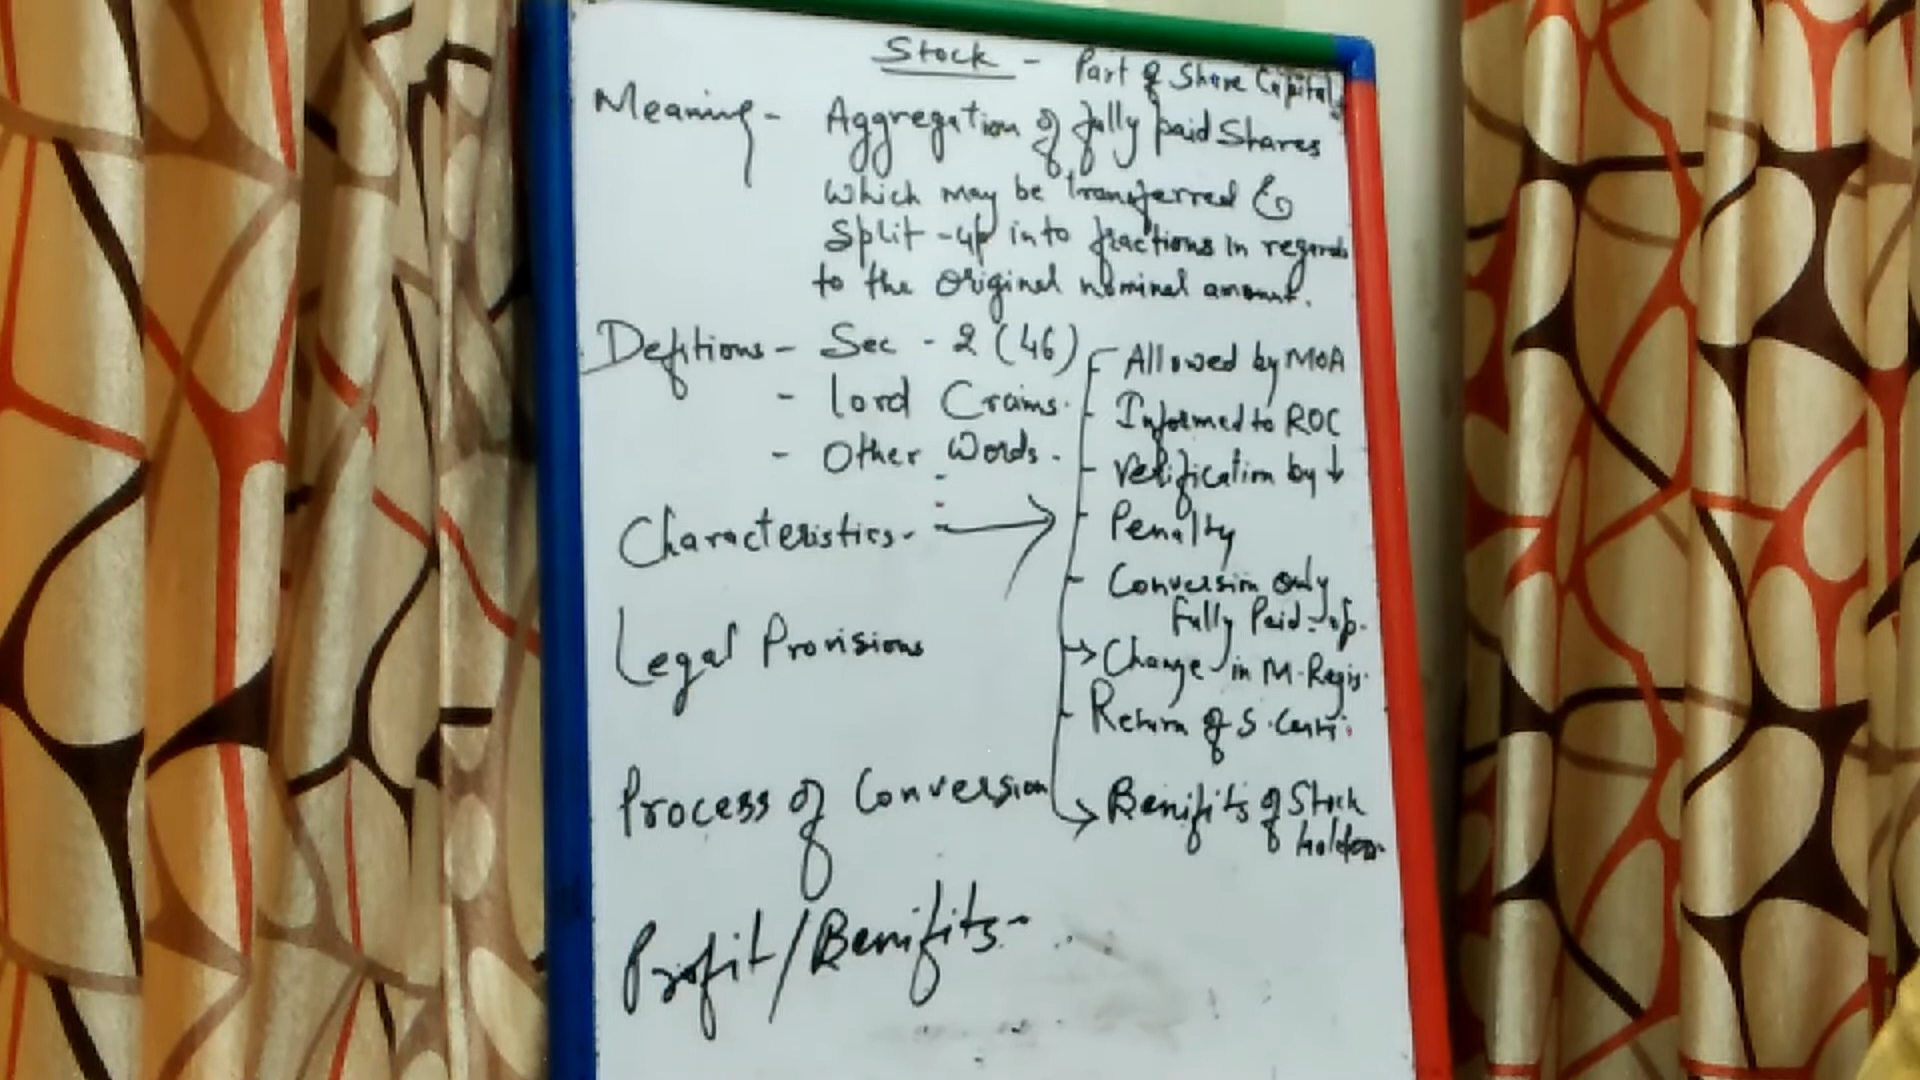 Stock - Part of Share Capital.
Meaning - Aggregation of fully paid Shares
which may be transferred &
Split-up into fractions in regards
to the original nominal amount.
Defitions - Sec - 2 (46)
- Lord Crams.
- Other Words.
Characteristics.
Legal Provisions
Process of Conversion
Profit/Benifits-
Allowed by MOA
Informed to ROC
Verification by ↓
Penalty
Conversion only
fully Paid-up.
Change in M.Regis.
Return of S.Certi.
Benifits of Stock
holders.